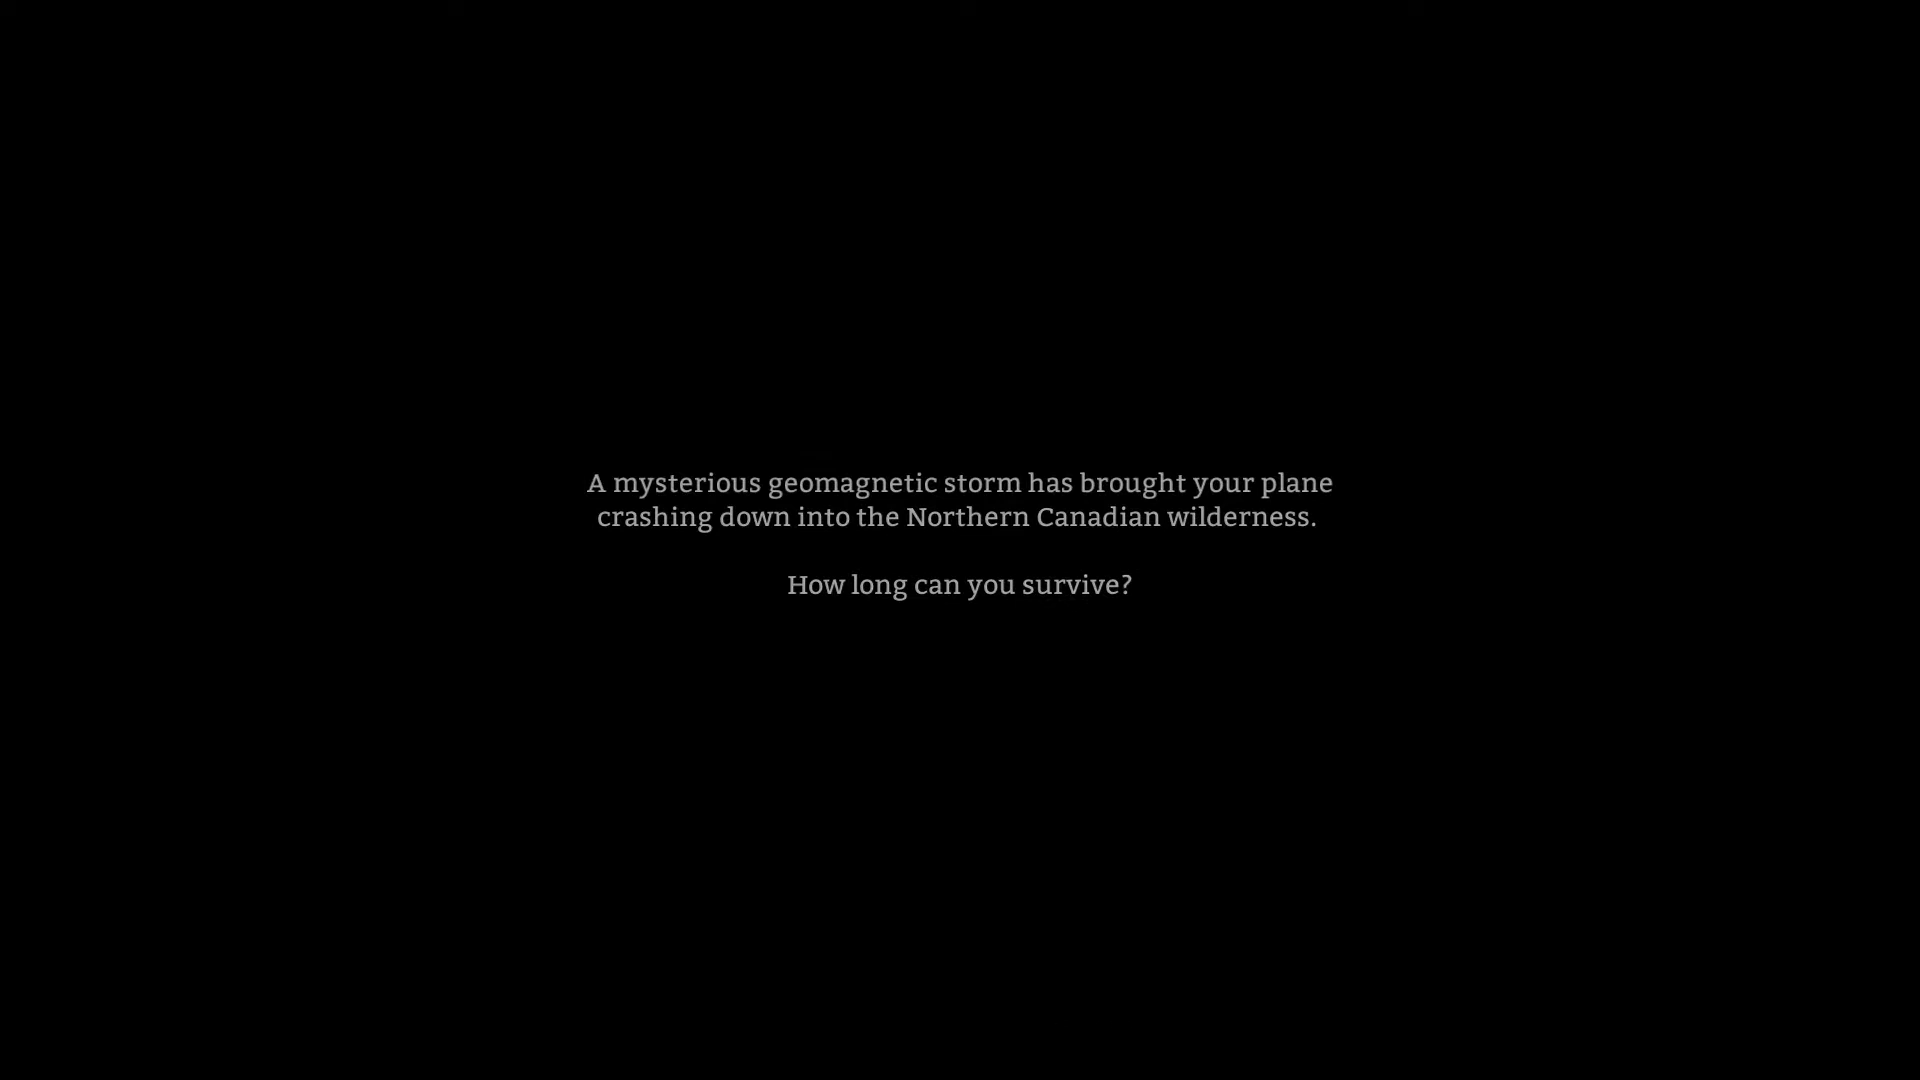 A mysterious geomagnetic storm has brought your plane
crashing down into the Northern Canadian wilderness.
How long can you survive?